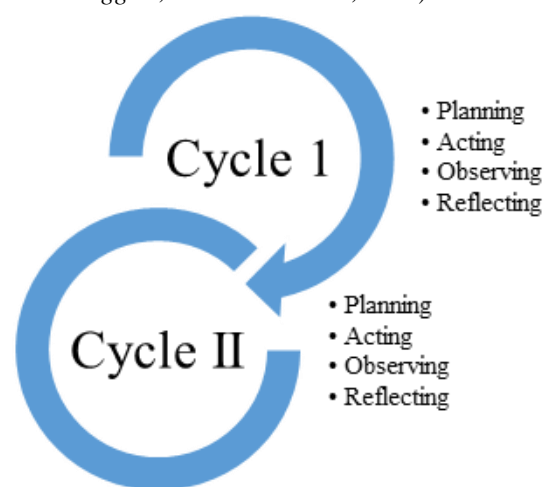 Cycle 1
• Planning
• Acting
• Observing
• Reflecting
Cycle II
• Planning
• Acting
• Observing
• Reflecting